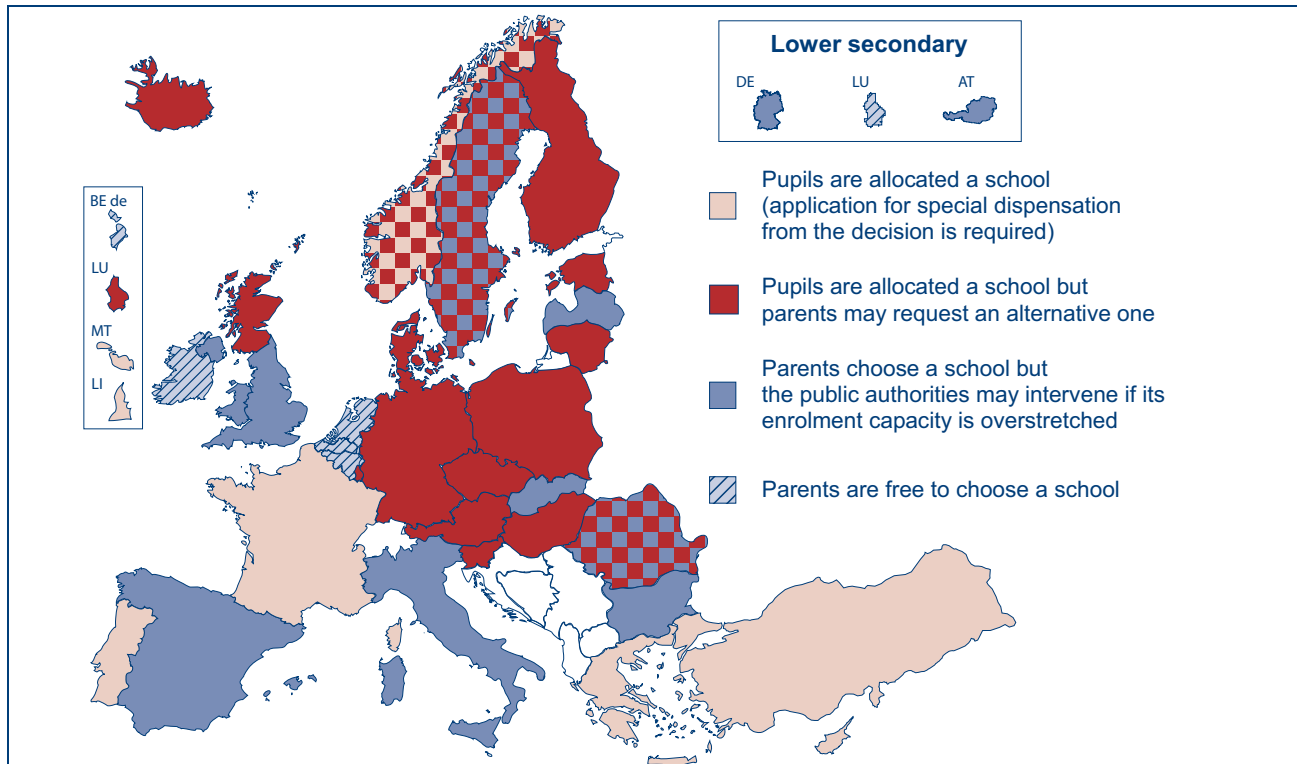 Lower secondary
DE
LU
AT
BE de
LU
MT
LI
Pupils are allocated a school
(application for special dispensation
from the decision is required)
Pupils are allocated a school but
parents may request an alternative one
Parents choose a school but
the public authorities may intervene if its
enrolment capacity is overstretched
Parents are free to choose a school